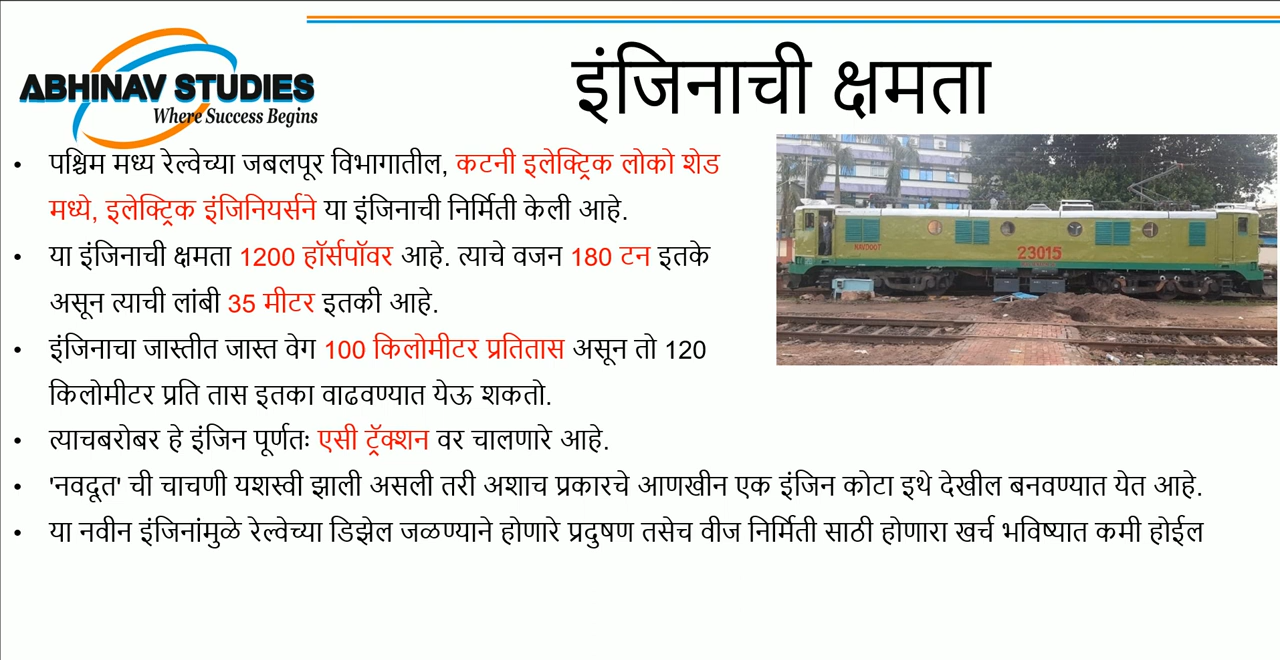 ABHINAV STUDIES
Where Success Begins
इंजिनाची क्षमता
• पश्चिम मध्य रेल्वेच्या जबलपूर विभागातील, कटनी इलेक्ट्रिक लोको शेड
मध्ये, इलेक्ट्रिक इंजिनियर्सने या इंजिनाची निर्मिती केली आहे.
• या इंजिनाची क्षमता 1200 हॉर्सपॉवर आहे. त्याचे वजन 180 टन इतके
असून त्याची लांबी 35 मीटर इतकी आहे.
• इंजिनाचा जास्तीत जास्त वेग 100 किलोमीटर प्रतितास असून तो 120
किलोमीटर प्रति तास इतका वाढवण्यात येऊ शकतो.
• त्याचबरोबर हे इंजिन पूर्णतः एसी ट्रॅक्शन वर चालणारे आहे.
• 'नवदूत' ची चाचणी यशस्वी झाली असली तरी अशाच प्रकारचे आणखीन एक इंजिन कोटा इथे देखील बनवण्यात येत आहे.
• या नवीन इंजिनांमुळे रेल्वेच्या डिझेल जळण्याने होणारे प्रदुषण तसेच वीज निर्मिती साठी होणारा खर्च भविष्यात कमी होईल
NAVDOOT
23015